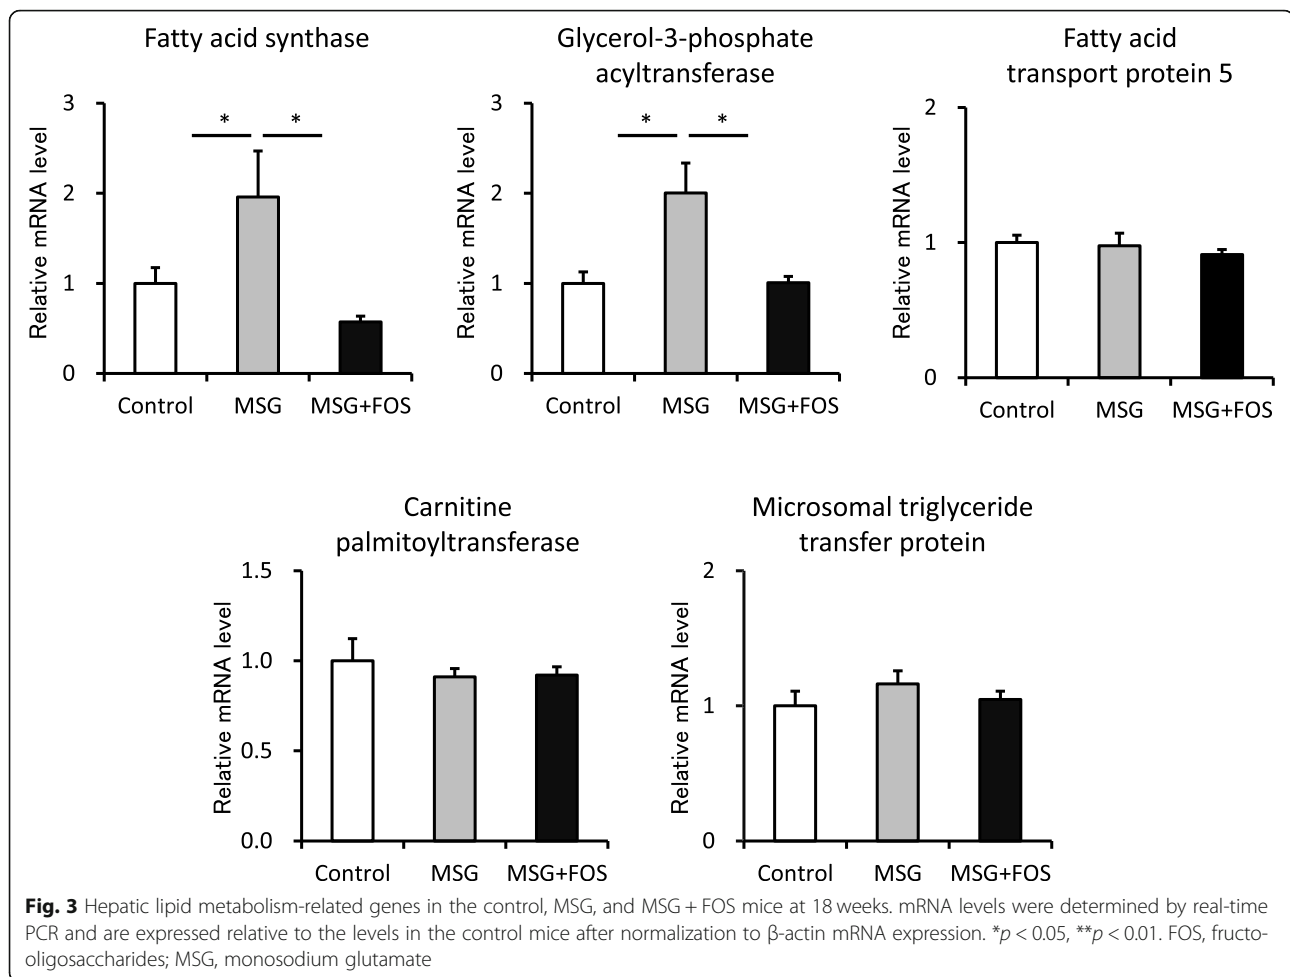 Fatty acid synthase
Relative mRNA level
3
2
1
0
* *
Control MSG MSG+FOS
Glycerol-3-phosphate
acyltransferase
Relative mRNA level
3
2
1
0
* *
Control MSG MSG+FOS
Fatty acid
transport protein 5
Relative mRNA level
2
1
0
Control MSG MSG+FOS
Carnitine
palmitoyltransferase
Relative mRNA level
1.5
1.0
0.5
0.0
Control MSG MSG+FOS
Microsomal triglyceride
transfer protein
Relative mRNA level
2
1
0
Control MSG MSG+FOS
Fig. 3 Hepatic lipid metabolism-related genes in the control, MSG, and MSG + FOS mice at 18 weeks. mRNA levels were determined by real-time
PCR and are expressed relative to the levels in the control mice after normalization to β-actin mRNA expression. *p < 0.05, **p < 0.01. FOS, fructo-
oligosaccharides; MSG, monosodium glutamate